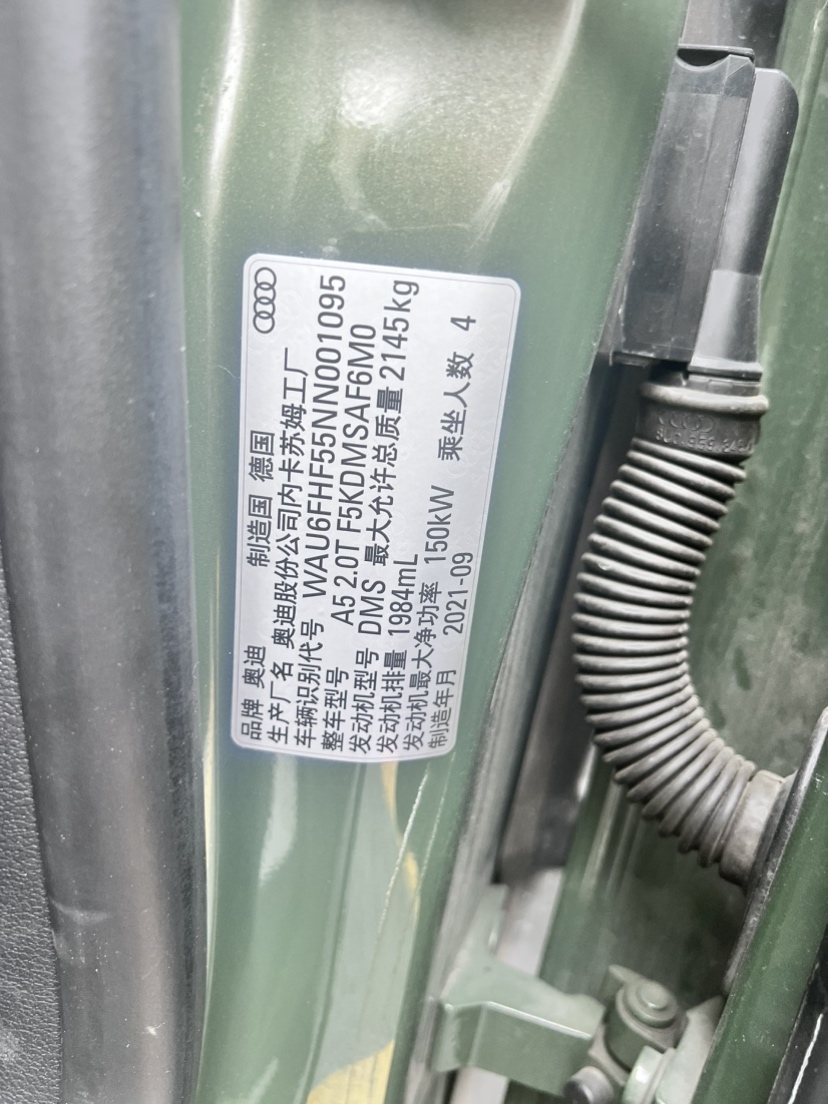 品牌 奥迪 制造国 德国
生产厂名 奥迪股份公司内卡苏姆工厂
车辆识别代号 WAU6FHF55NN001095
整车型号 A5 2.0T F5KDMSAF6M0
发动机型号 DMS 最大允许总质量 2145kg
发动机排量 1984mL
发动机最大净功率 150kW 乘坐人数 4
制造年月 2021-09